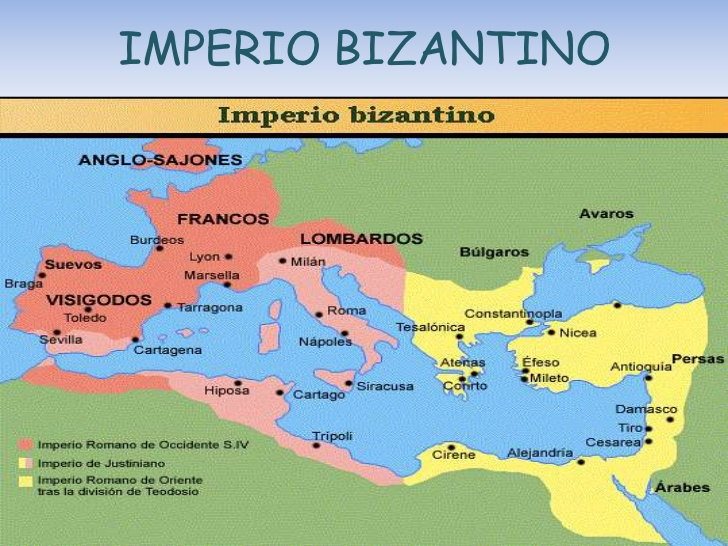 IMPERIO BIZANTINO
Imperio bizantino
ANGLO-SAJONES
FRANCOS
Avaros
Burdeos
LOMBARDOS
Búlgaros
Lyon
Milán
Suevos
Marsella
Braga
VISIGODOS
Tarragona
Roma
Constantinopla
Toledo
Tesalónica
Nicea
Sevilla
Cartagena
Nápoles
Atenas
Éfeso
Antioquía
Persas
Mileto
Conrto
Hiposa
Cartago
Siracusa
Damasco
Tiro
Trípoli
Cesarea
Cirene
Alejandría
Imperio Romano de Occidente S.IV
Imperio de Justiniano
Imperio Romano de Oriente
tras la división de Teodosio
Árabes